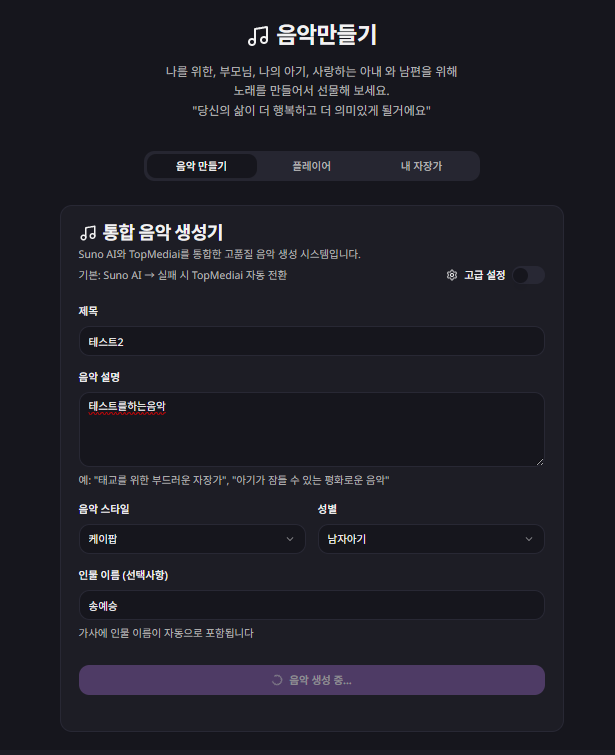 음악만들기
나를 위한, 부모님, 나의 아기, 사랑하는 아내 와 남편을 위해
노래를 만들어서 선물해 보세요.
"당신의 삶이 더 행복하고 더 의미있게 될거에요"
음악 만들기
플레이어
내 자장가
통합 음악 생성기
Suno AI와 TopMediai를 통합한 고품질 음악 생성 시스템입니다.
기본: Suno AI → 실패 시 TopMediai 자동 전환
고급 설정
제목
테스트2
음악 설명
테스트를하는음악
예: "태교를 위한 부드러운 자장가", "아기가 잠들 수 있는 평화로운 음악"
음악 스타일
성별
케이팝
남자아기
인물 이름 (선택사항)
송예승
가사에 인물 이름이 자동으로 포함됩니다
음악 생성 중...